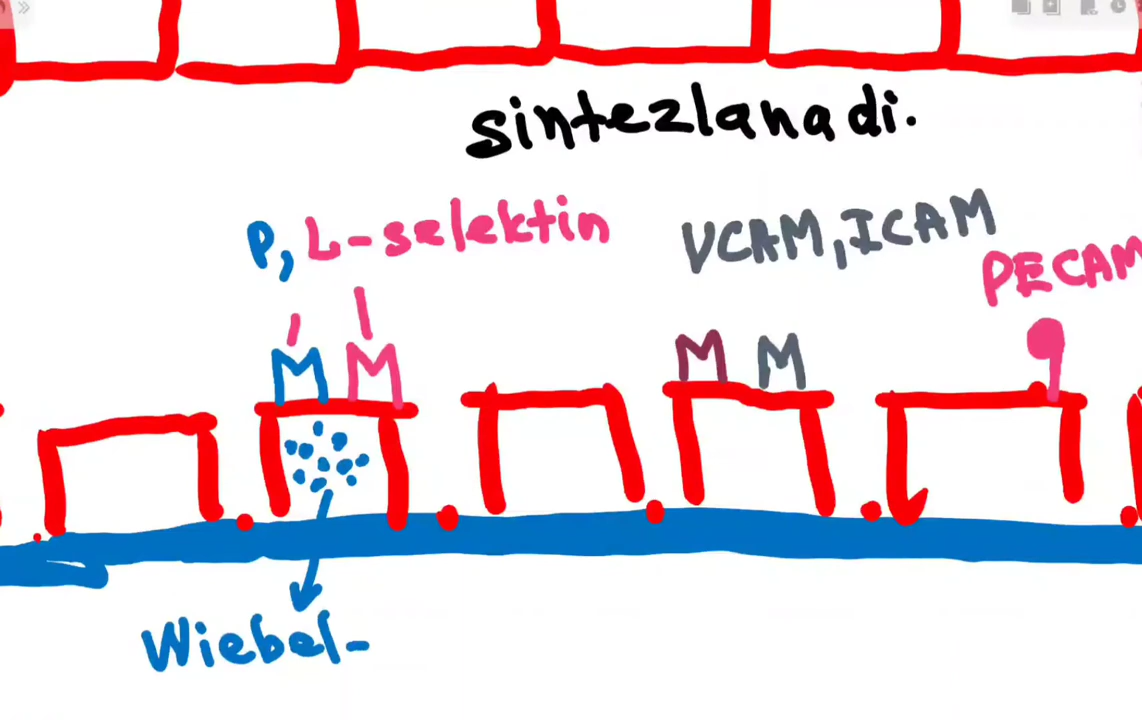 sintezlanadi.
P, L-selektin
VCAM, ICAM
PECAM
M M
M M
Wiebel-